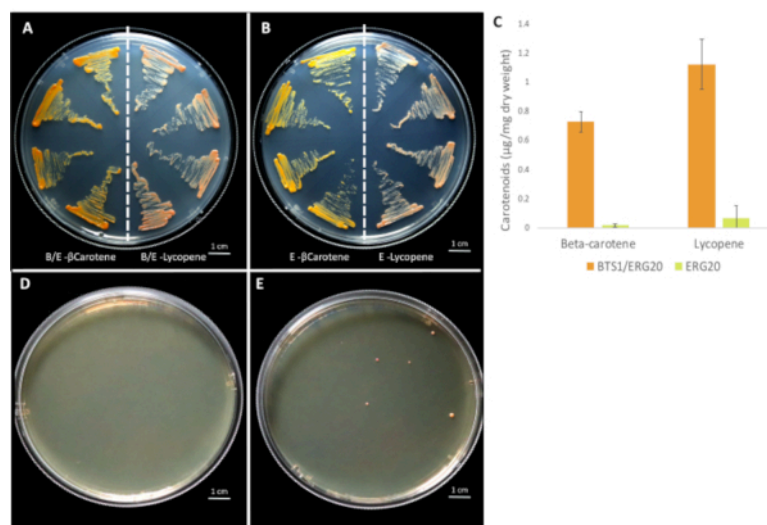 A
B/E -βCarotene
B/E -Lycopene
1 cm
B
E -βCarotene
E -Lycopene
1 cm
C
Carotenoids (µg/mg dry weight)
1.4
1.2
1
0.8
0.6
0.4
0.2
0
Beta-carotene
Lycopene
BTS1/ERG20
ERG20
D
1 cm
E
1 cm